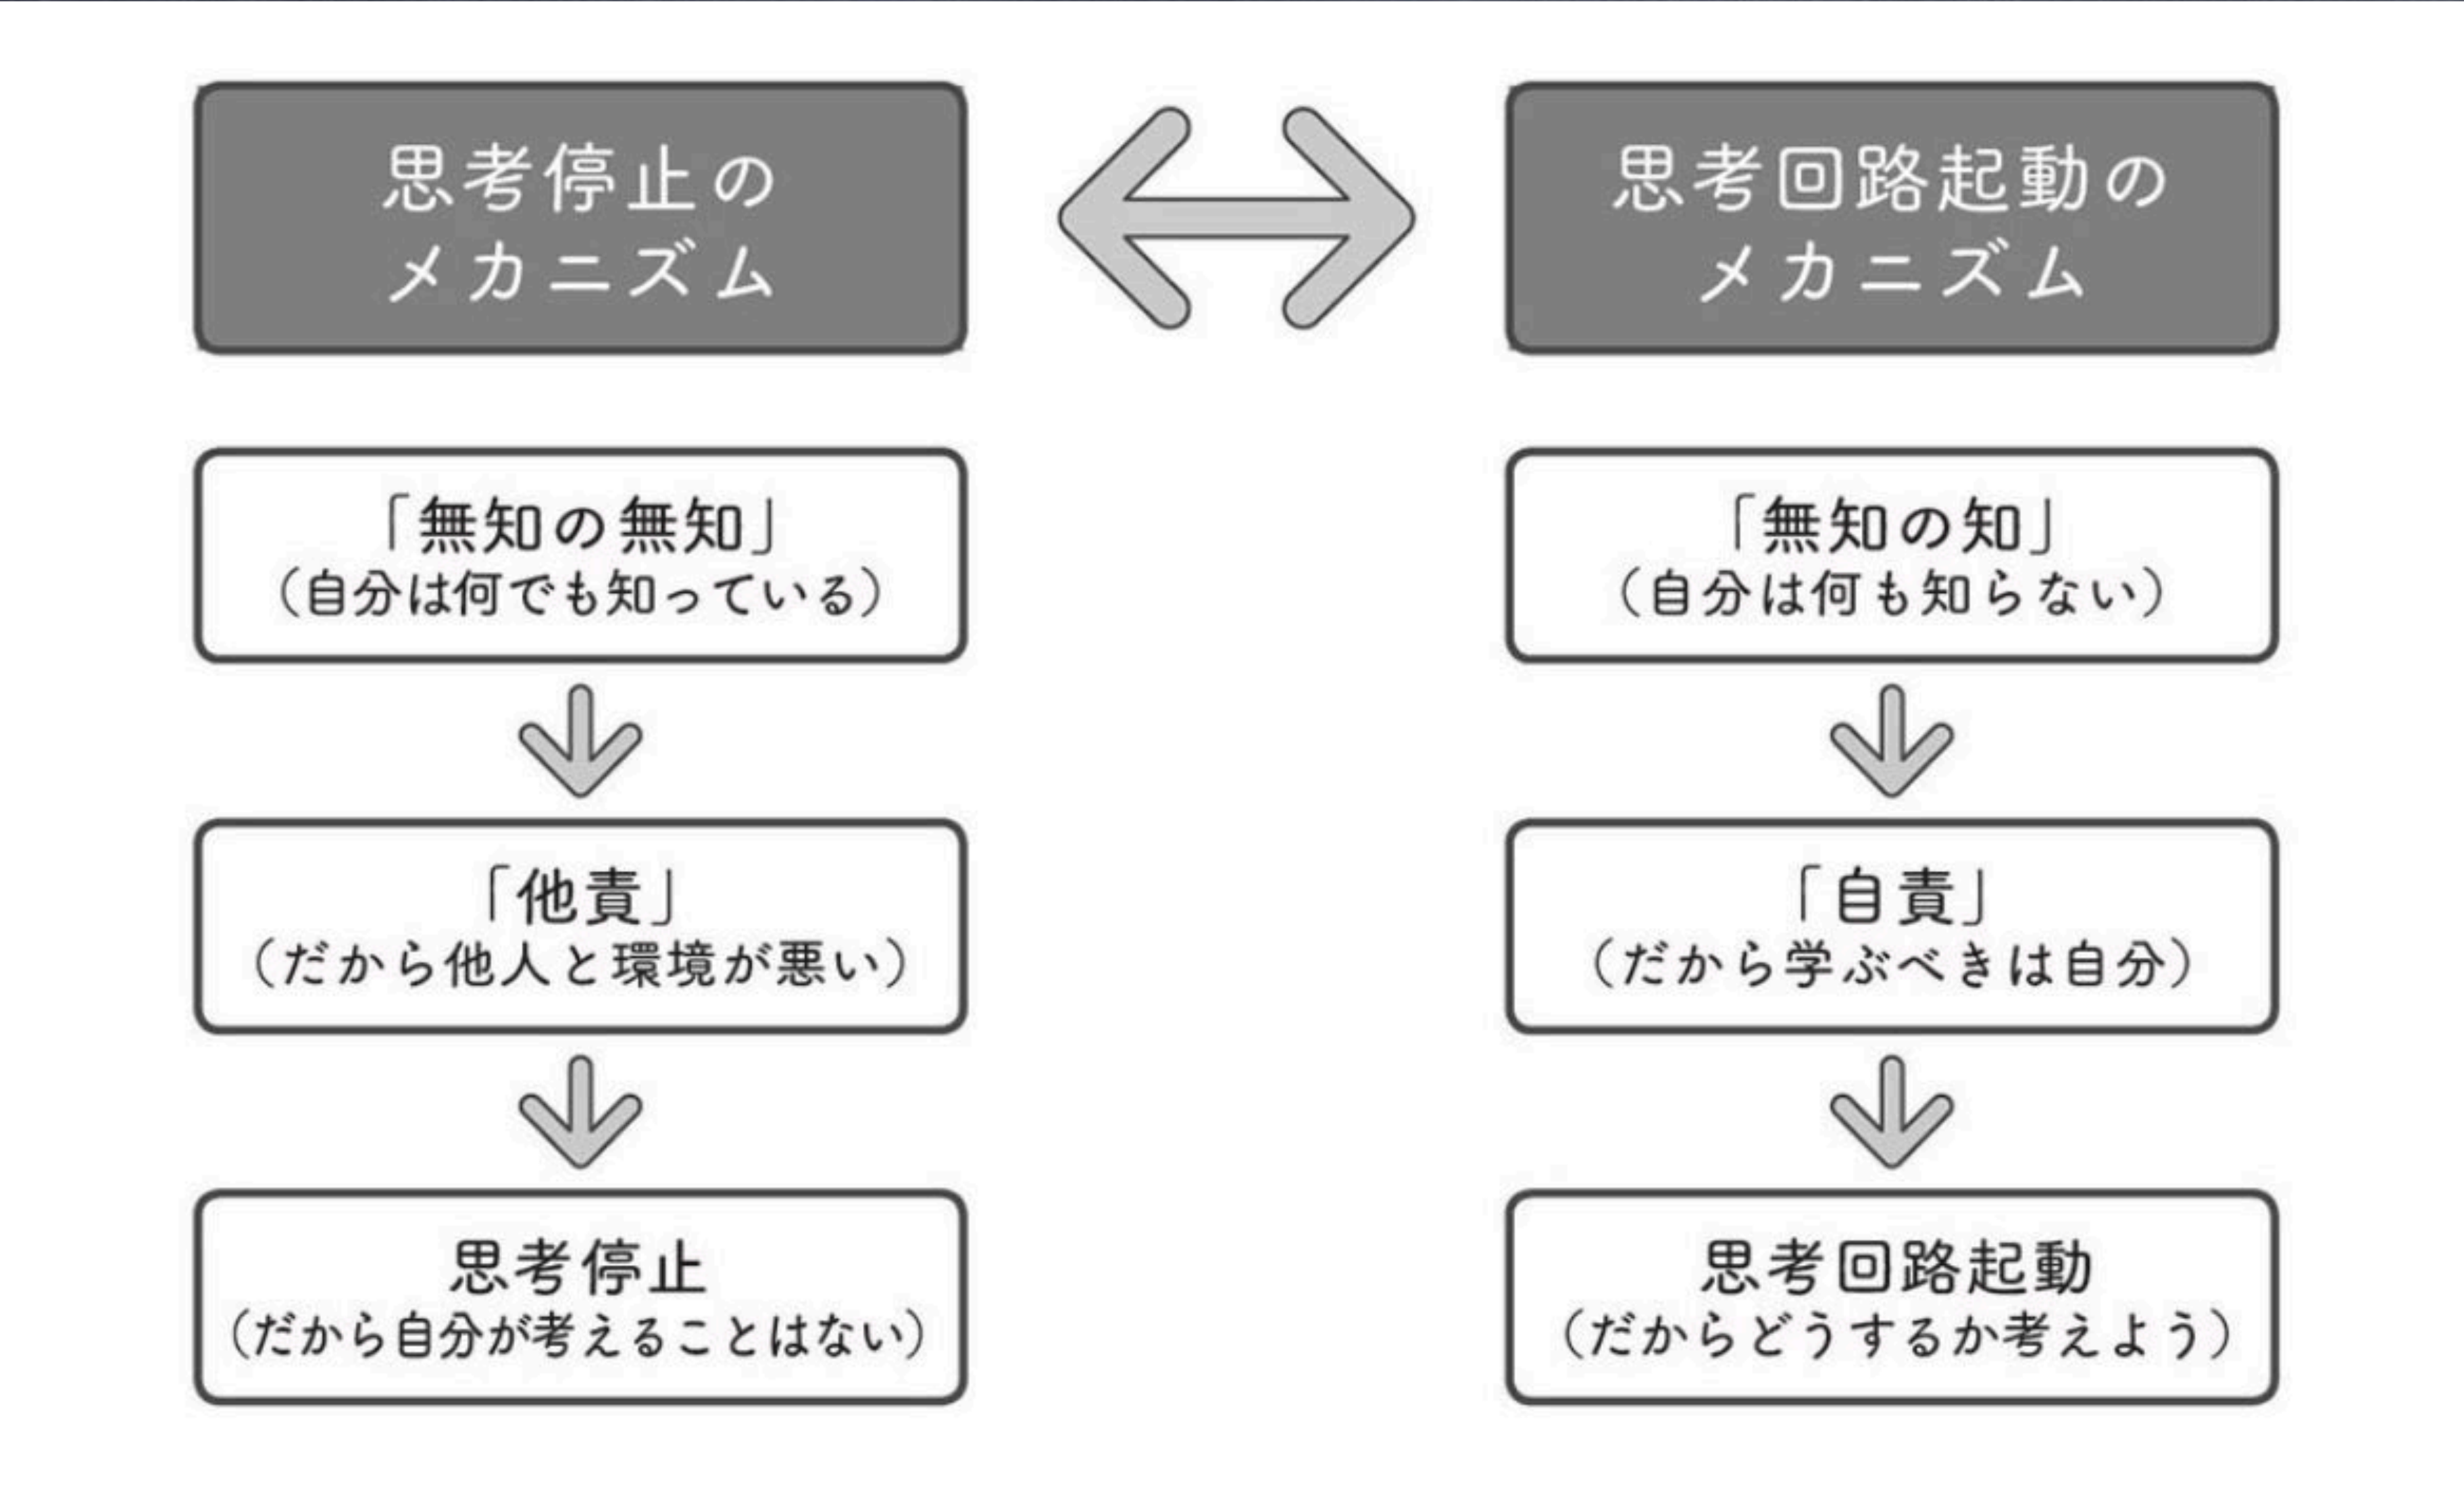 思考停止の
メカニズム
「無知の無知」
（自分は何でも知っている）
「他責」
（だから他人と環境が悪い）
思考停止
（だから自分が考えることはない）
思考回路起動の
メカニズム
「無知の知」
（自分は何も知らない）
「自責」
（だから学ぶべきは自分）
思考回路起動
（だからどうするか考えよう）